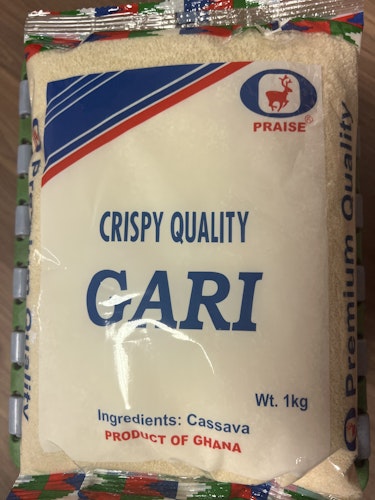 PRAISE®
CRISPY QUALITY
GARI
Wt. 1kg
Ingredients: Cassava
PRODUCT OF GHANA
Premium Quality